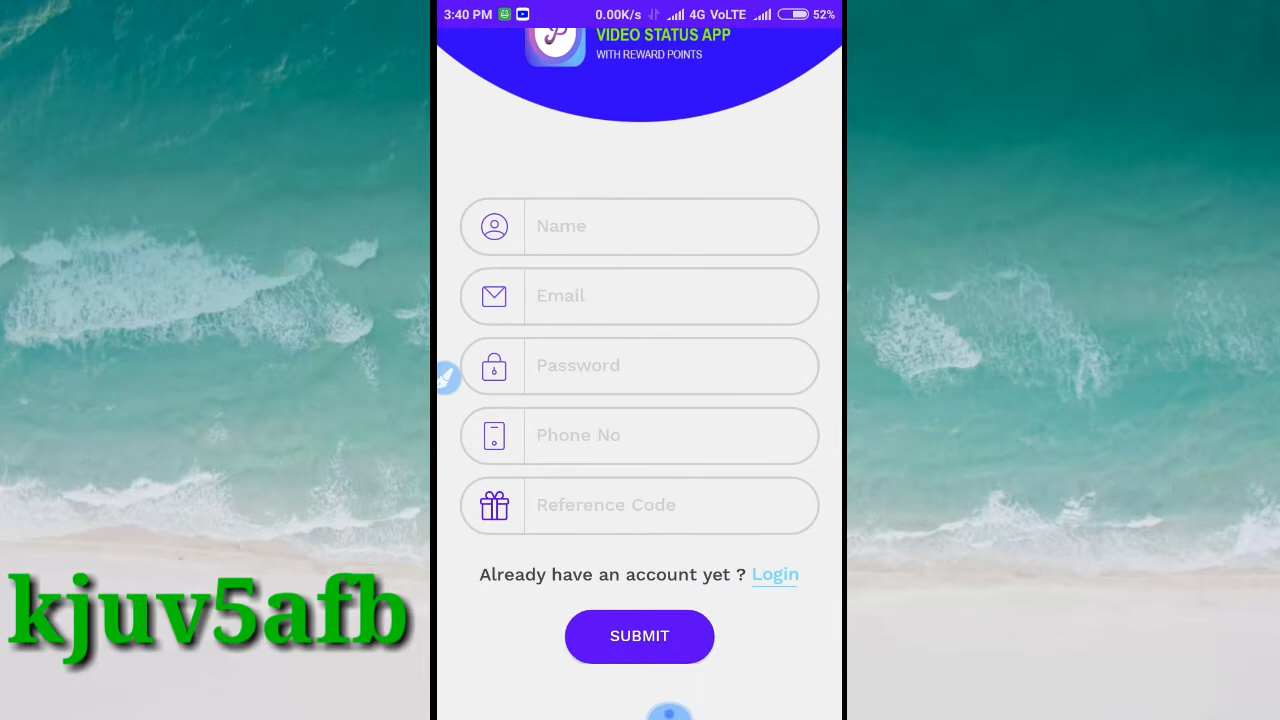 3:40 PM 0.00K/s 4G VoLTE 52%
VIDEO STATUS APP
WITH REWARD POINTS
Name
Email
Password
Phone No
Reference Code
Already have an account yet ? Login
SUBMIT
kjuv5afb